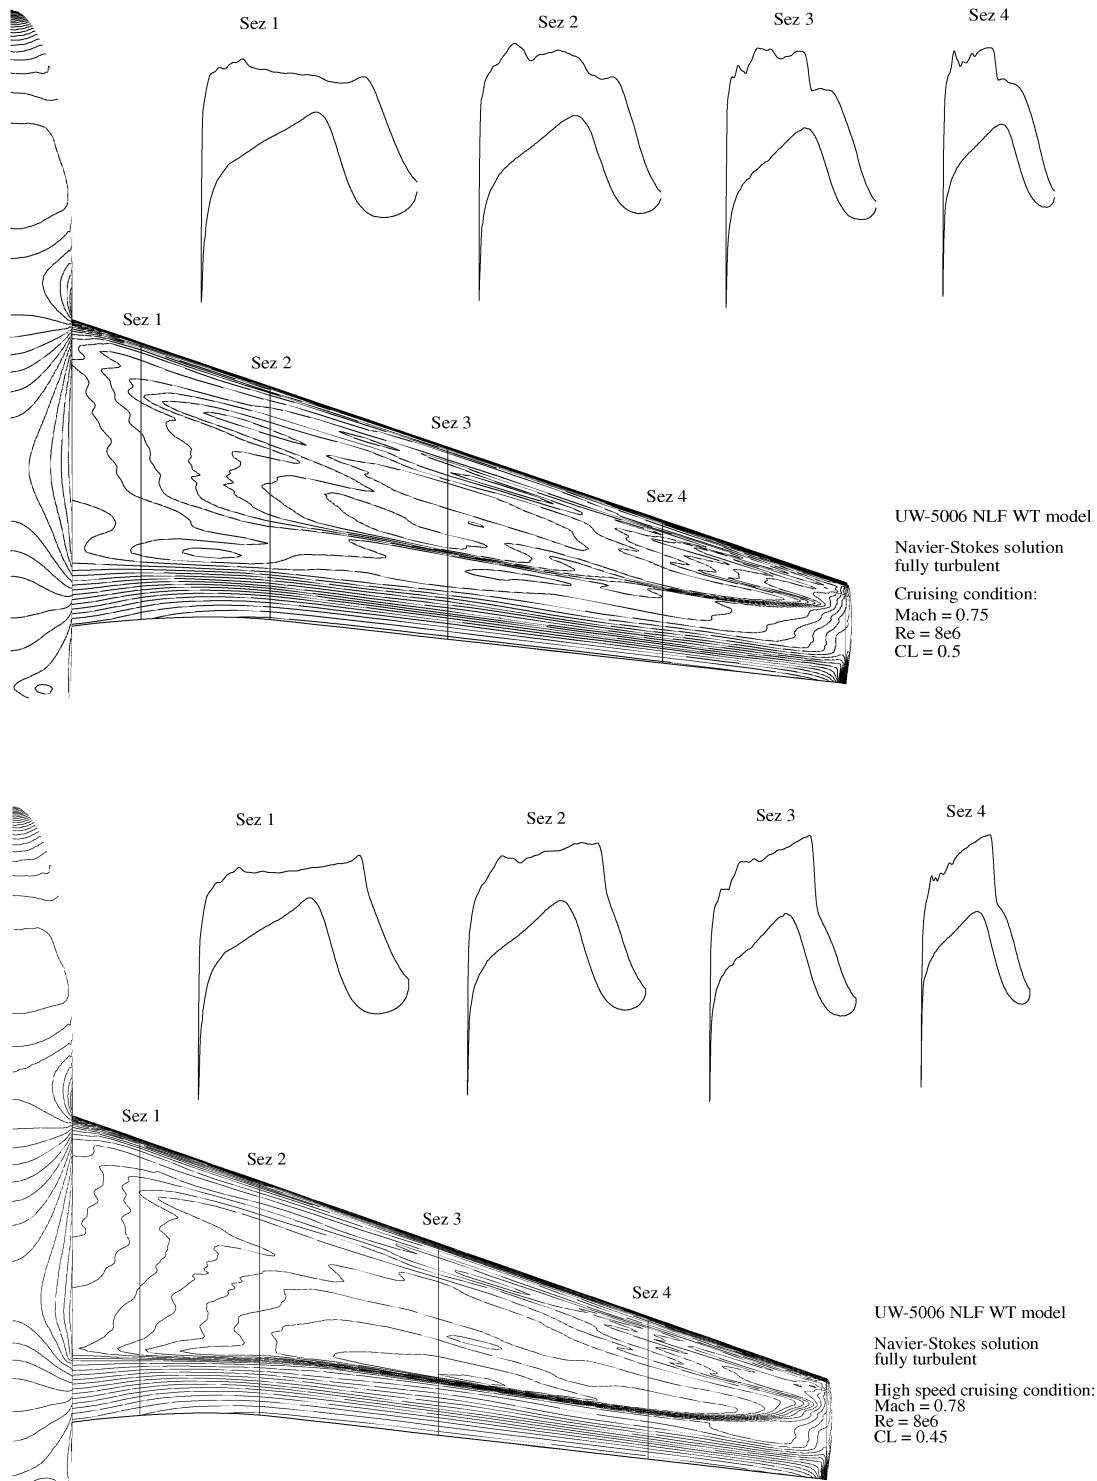 Sez 1
Sez 2
Sez 3
Sez 4
Sez 1
Sez 2
Sez 3
Sez 4
UW-5006 NLF WT model
Navier-Stokes solution
fully turbulent
Cruising condition:
Mach = 0.75
Re = 8e6
CL = 0.5
Sez 1
Sez 2
Sez 3
Sez 4
Sez 1
Sez 2
Sez 3
Sez 4
UW-5006 NLF WT model
Navier-Stokes solution
fully turbulent
High speed cruising condition:
Mach = 0.78
Re = 8e6
CL = 0.45